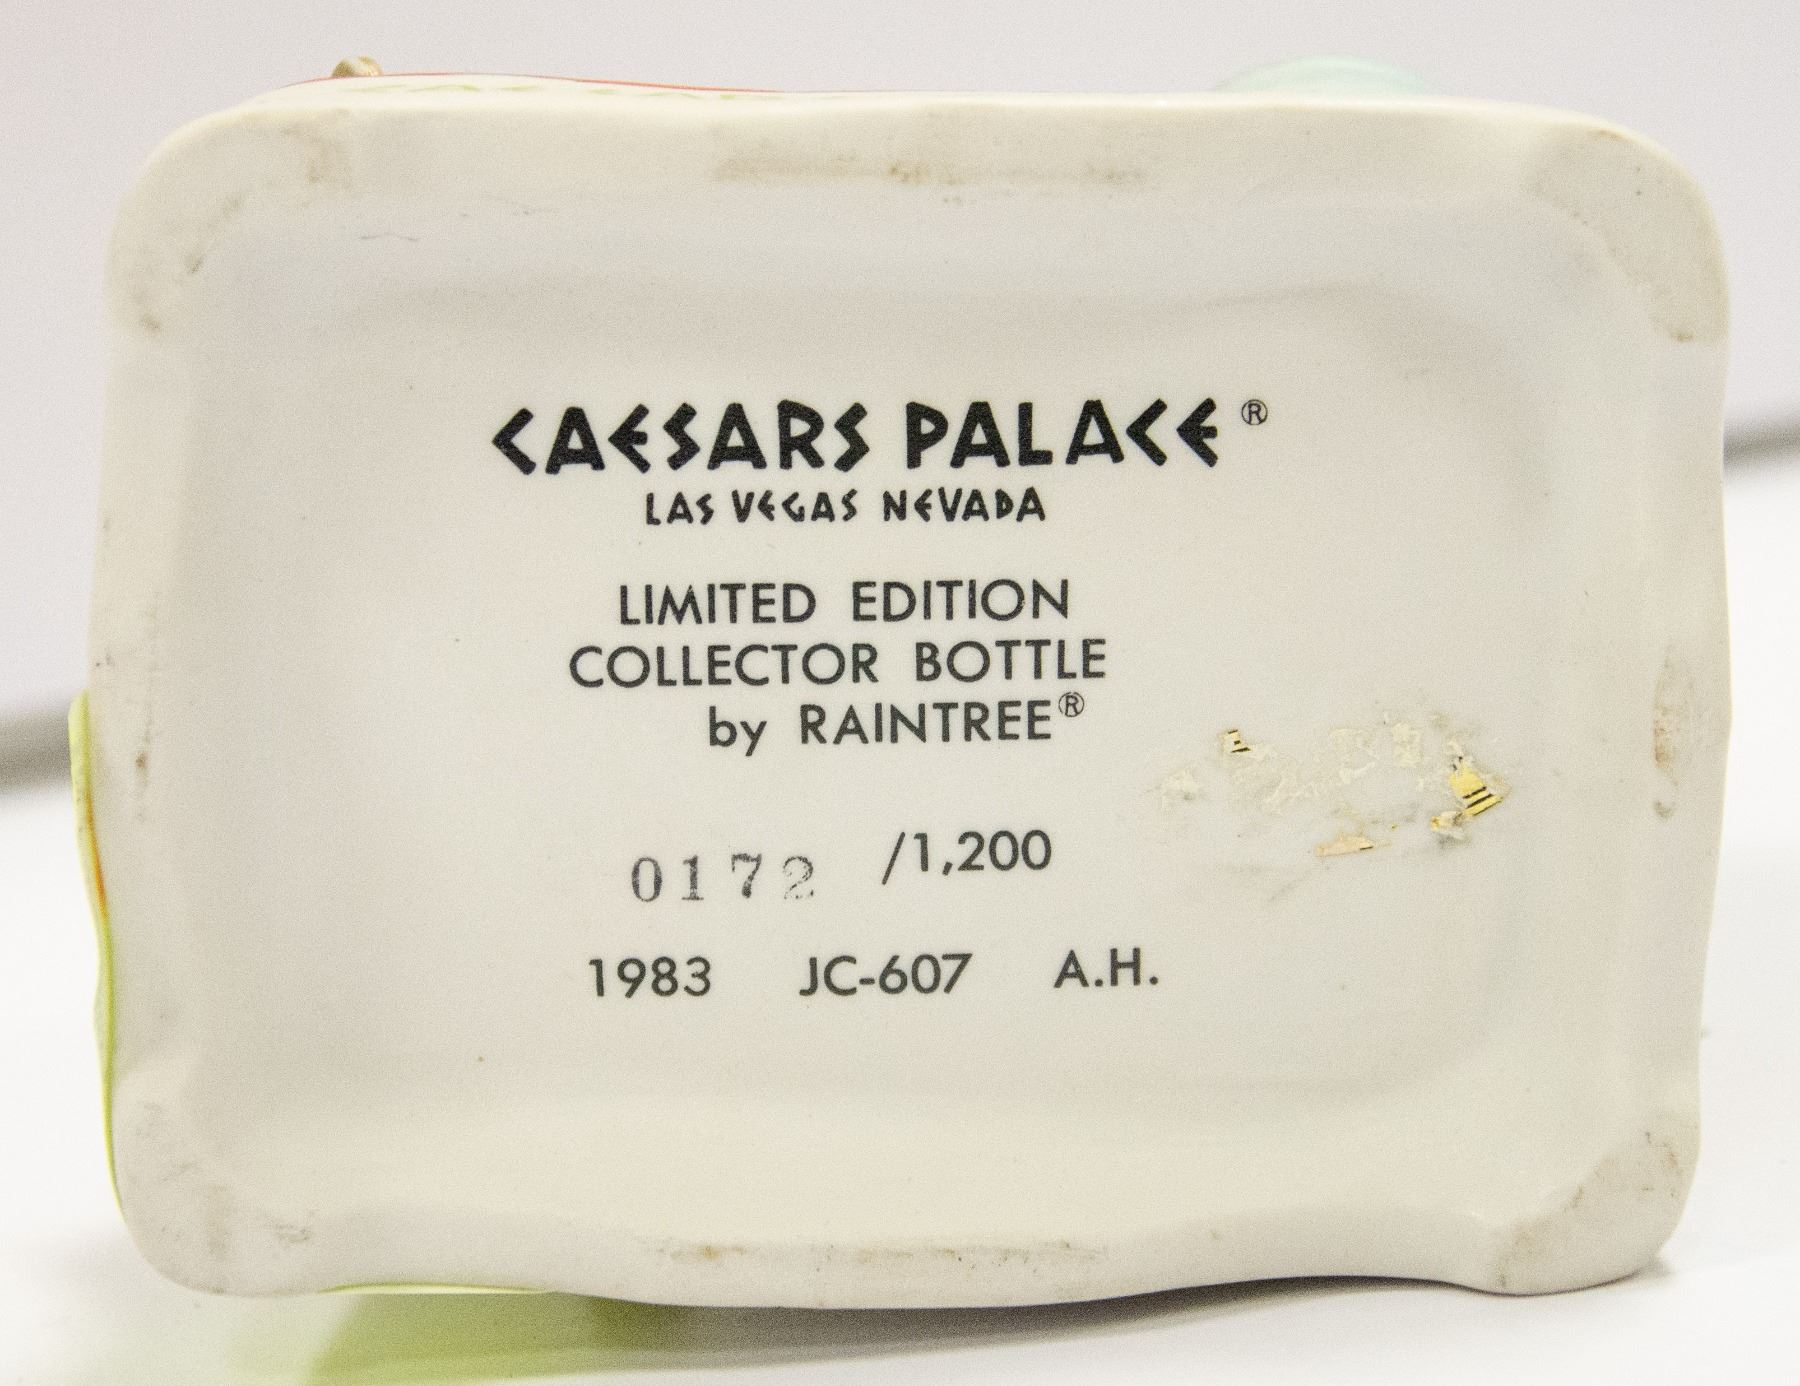 CAESARS PALACE®
LAS VEGAS NEVADA
LIMITED EDITION
COLLECTOR BOTTLE
by RAINTREE®
0172 /1,200
1983 JC-607 A.H.